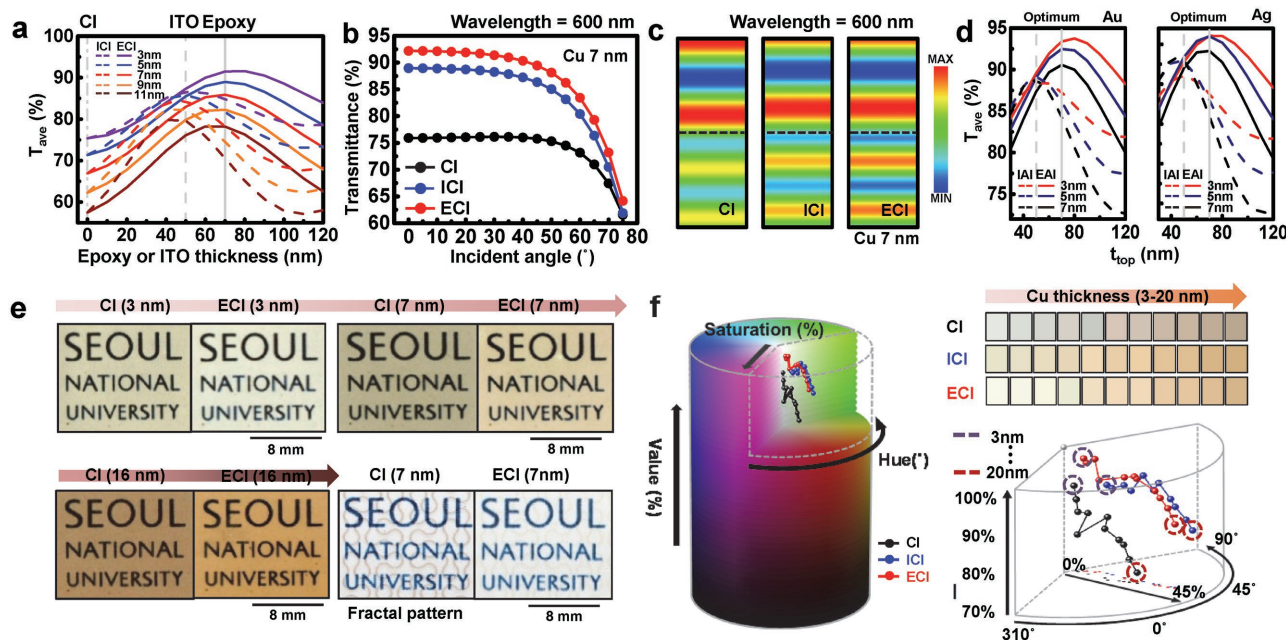 a
CI
ITO Epoxy
ICI ECI
3nm
5nm
7nm
9nm
11nm
100
90
80
70
60
T_ave (%)
0 20 40 60 80 100 120
Epoxy or ITO thickness (nm)
b
Wavelength = 600 nm
Cu 7 nm
95
90
85
80
75
70
65
60
Transmittance (%)
CI
ICI
ECI
0 10 20 30 40 50 60 70 80
Incident angle (°)
c
Wavelength = 600 nm
CI
ICI
ECI
MAX
MIN
Cu 7 nm
d
Optimum
Au
Optimum
Ag
95
90
85
80
75
T_ave (%)
IAI EAI
3nm
5nm
7nm
IAI EAI
3nm
5nm
7nm
40 80 120
40 80 120
t_top (nm)
e
CI (3 nm)
ECI (3 nm)
CI (7 nm)
ECI (7 nm)
SEOUL
NATIONAL
UNIVERSITY
SEOUL
NATIONAL
UNIVERSITY
SEOUL
NATIONAL
UNIVERSITY
SEOUL
NATIONAL
UNIVERSITY
8 mm
8 mm
CI (16 nm)
ECI (16 nm)
CI (7 nm)
ECI (7nm)
SEOUL
NATIONAL
UNIVERSITY
SEOUL
NATIONAL
UNIVERSITY
SEOUL
NATIONAL
UNIVERSITY
SEOUL
NATIONAL
UNIVERSITY
8 mm
Fractal pattern
8 mm
f
Saturation (%)
Value (%)
Hue(°)
CI
ICI
ECI
Cu thickness (3-20 nm)
CI
ICI
ECI
3nm
20nm
100%
90%
80%
70%
0%
45%
90°
45°
0°
310°